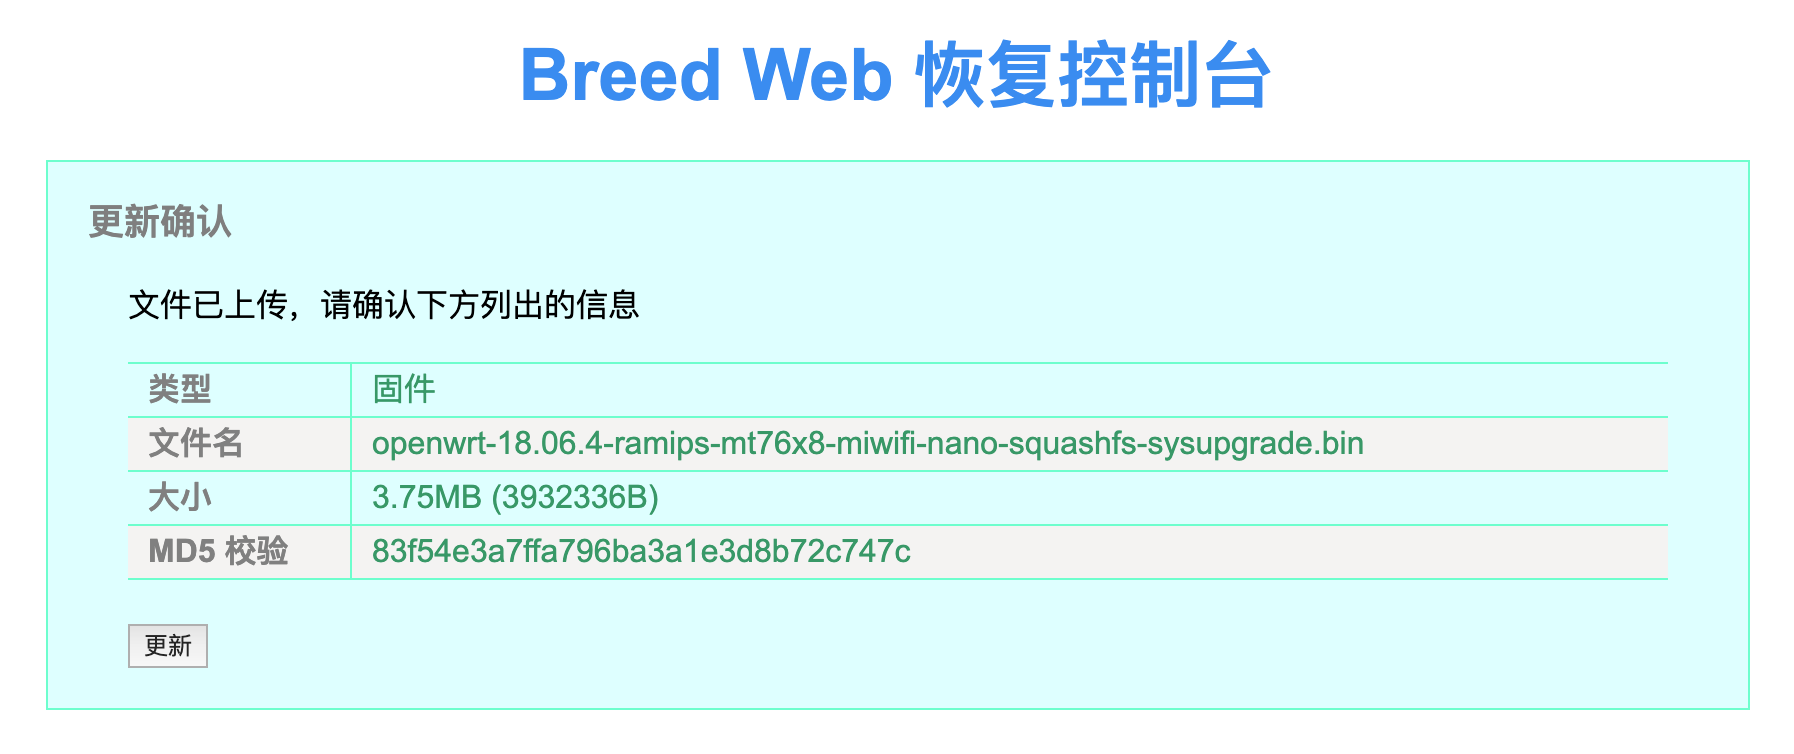 Breed Web 恢复控制台
更新确认
文件已上传，请确认下方列出的信息
类型 固件
文件名 openwrt-18.06.4-ramips-mt76x8-miwifi-nano-squashfs-sysupgrade.bin
大小 3.75MB (3932336B)
MD5 校验 83f54e3a7ffa796ba3a1e3d8b72c747c
更新